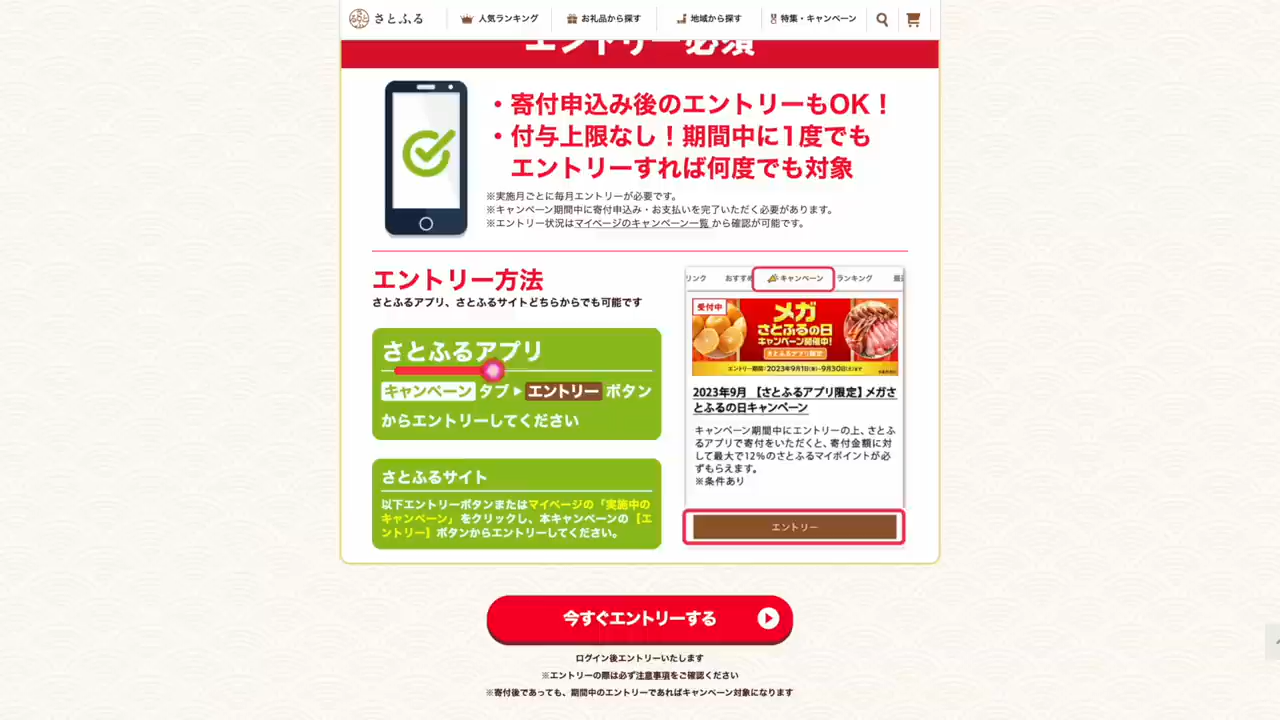 さとふる
人気ランキング
お礼品から探す
地域から探す
特集・キャンペーン
エントリー必須
・寄付申込み後のエントリーもOK！
・付与上限なし！期間中に1度でも
エントリーすれば何度でも対象
※実施月ごとに毎月エントリーが必要です。
※キャンペーン期間中に寄付申込み・お支払いを完了いただく必要があります。
※エントリー状況はマイページのキャンペーン一覧 から確認が可能です。
エントリー方法
さとふるアプリ、さとふるサイトどちらからでも可能です
さとふるアプリ
キャンペーン タブ ▶ エントリー ボタン
からエントリーしてください
さとふるサイト
以下エントリーボタンまたはマイページの「実施中の
キャンペーン」をクリックし、本キャンペーンの【エ
ントリー】ボタンからエントリーしてください。
リンク おすすめ キャンペーン ランキング
受付中
メガ
さとふるの日
キャンペーン開催中!
さとふるアプリ限定
エントリー期間:2023年9月1日(金)~9月30日(土)まで
2023年9月 【さとふるアプリ限定】メガさ
とふるの日キャンペーン
キャンペーン期間中にエントリーの上、さとふ
るアプリで寄付をいただくと、寄付金額に対
して最大で12%のさとふるマイポイントが必
ずもらえます。
※条件あり
エントリー
今すぐエントリーする
ログイン後エントリーいたします
※エントリーの際は必ず注意事項をご確認ください
※寄付後であっても、期間中のエントリーであればキャンペーン対象になります